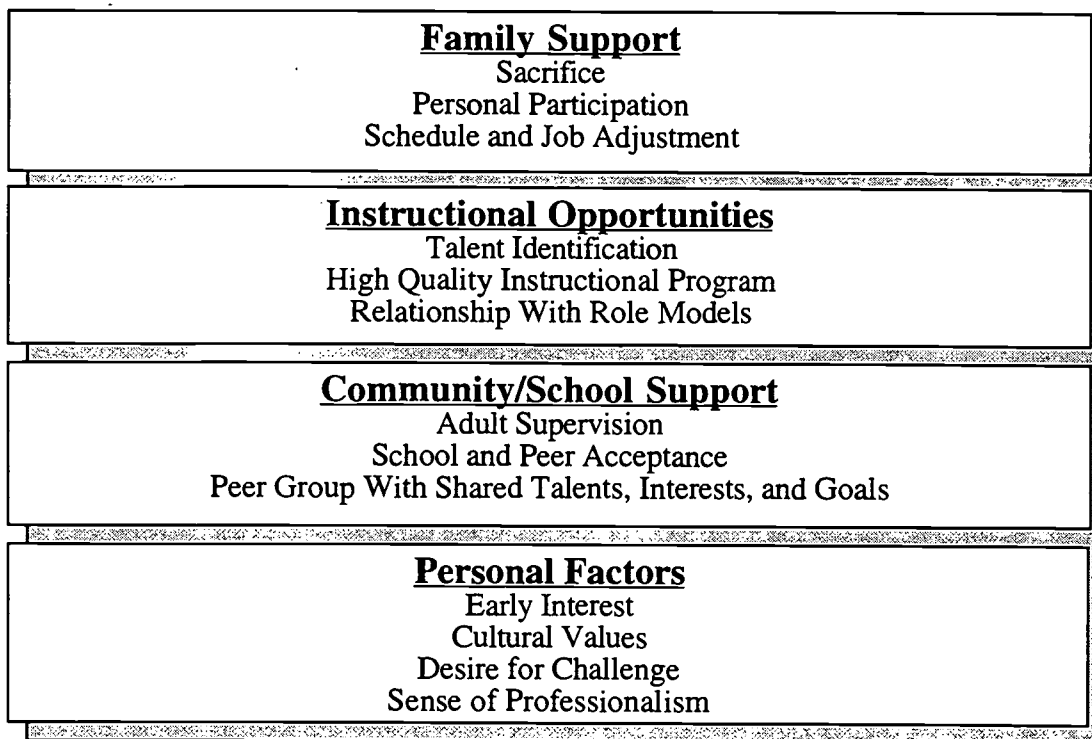 Family Support
Sacrifice
Personal Participation
Schedule and Job Adjustment
Instructional Opportunities
Talent Identification
High Quality Instructional Program
Relationship With Role Models
Community/School Support
Adult Supervision
School and Peer Acceptance
Peer Group With Shared Talents, Interests, and Goals
Personal Factors
Early Interest
Cultural Values
Desire for Challenge
Sense of Professionalism